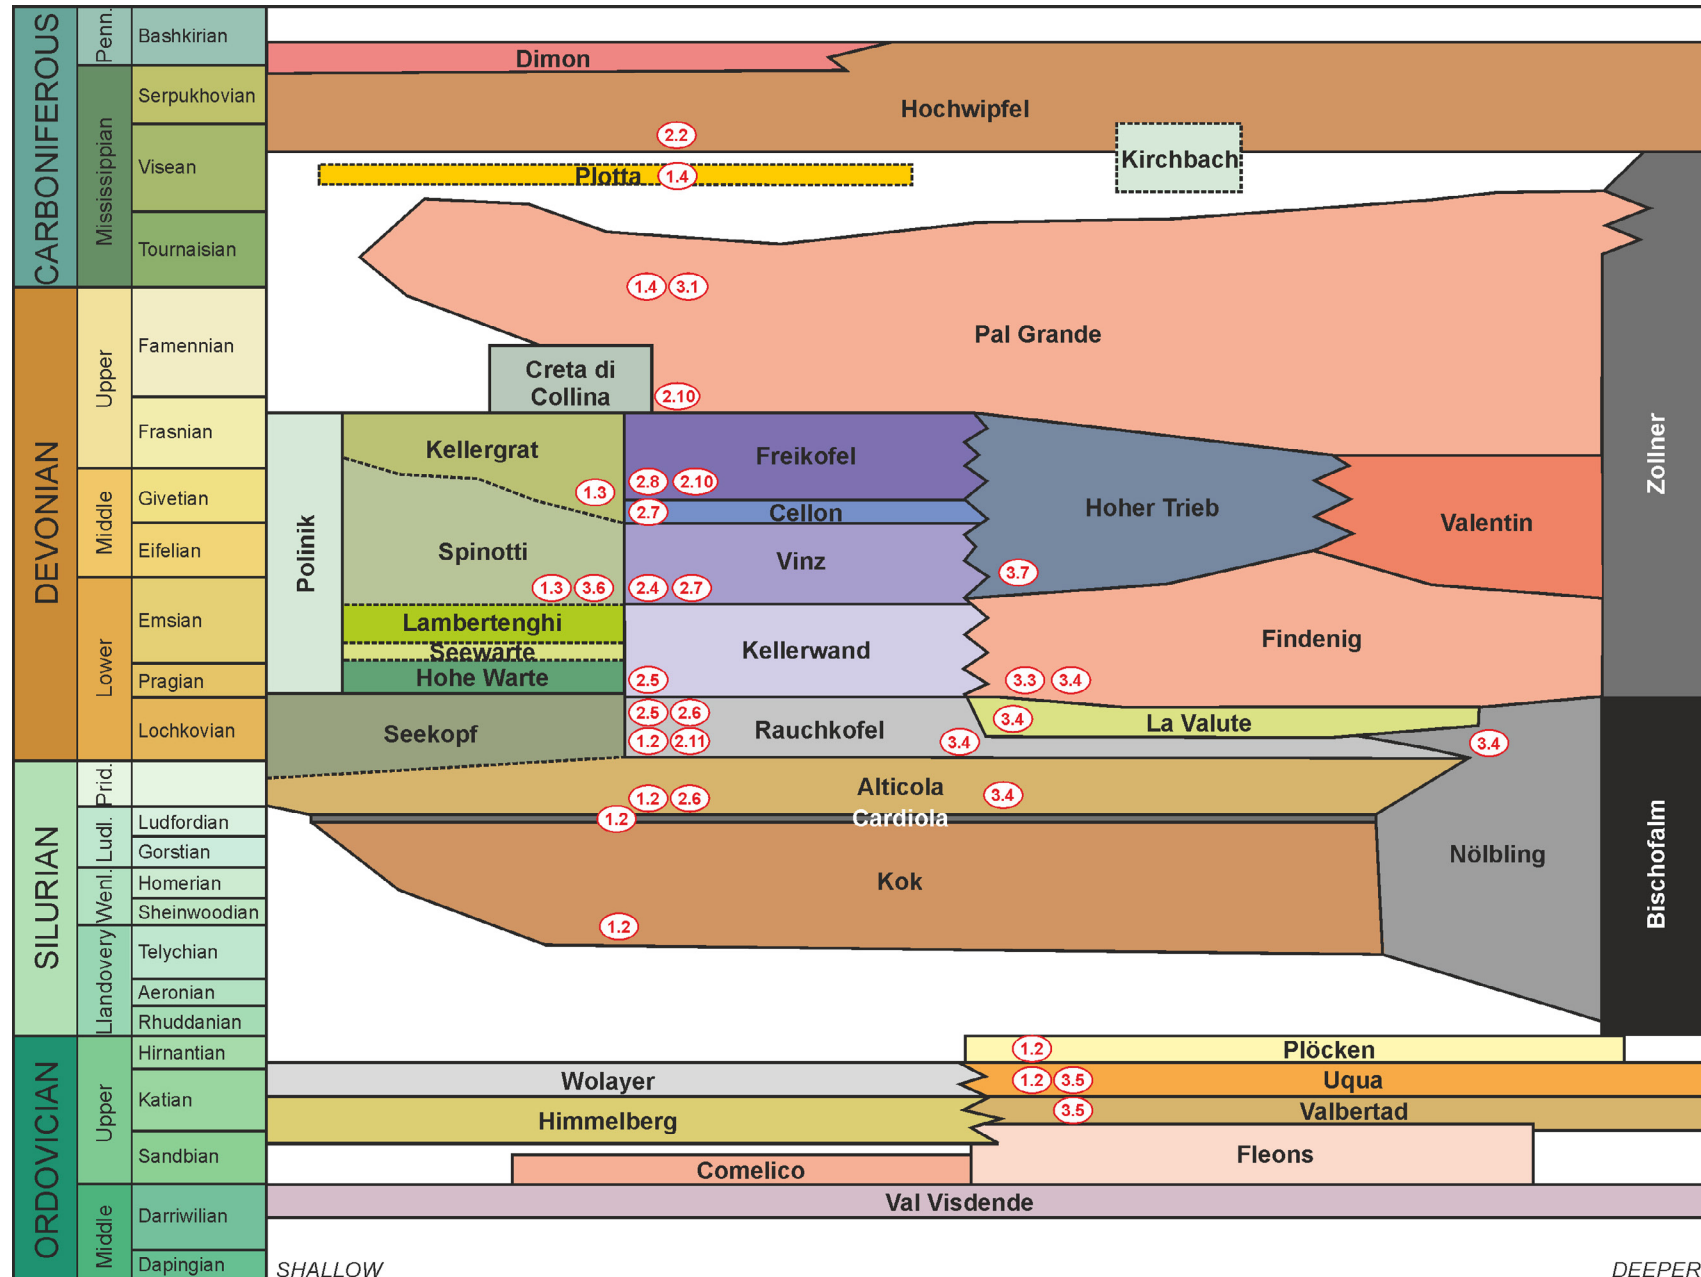 CARBONIFEROUS
DEVONIAN
SILURIAN
ORDOVICIAN
Penn.
Mississippian
Upper
Middle
Lower
Prid.
Ludl.
Wenl.
Llandovery
Upper
Middle
Bashkirian
Serpukhovian
Visean
Tournaisian
Famennian
Frasnian
Givetian
Eifelian
Emsian
Pragian
Lochkovian
Ludfordian
Gorstian
Homerian
Sheinwoodian
Telychian
Aeronian
Rhuddanian
Hirnantian
Katian
Sandbian
Darriwilian
Dapingian
Dimon
Hochwipfel
2.2
Kirchbach
Plotta 1.4
1.4 3.1
Pal Grande
Creta di
Collina
2.10
Polinik
Kellergrat
1.3
Freikofel
2.8 2.10
2.7 Cellon
Hoher Trieb
3.7
Valentin
Zollner
Spinotti
1.3 3.6
Vinz
2.4 2.7
Lambertenghi
Seewarte
Hohe Warte
Kellerwand
2.5
Findenig
3.3 3.4
Seekopf
2.5 2.6
1.2 2.11
Rauchkofel
3.4
3.4
La Valute
3.4
Alticola
1.2 2.6
3.4
1.2
Cardiola
Kok
1.2
Nölbling
Bischofalm
1.2 Plöcken
Wolayer
1.2 3.5 Uqua
Himmelberg
3.5 Valbertad
Comelico
Fleons
Val Visdende
SHALLOW
DEEPER